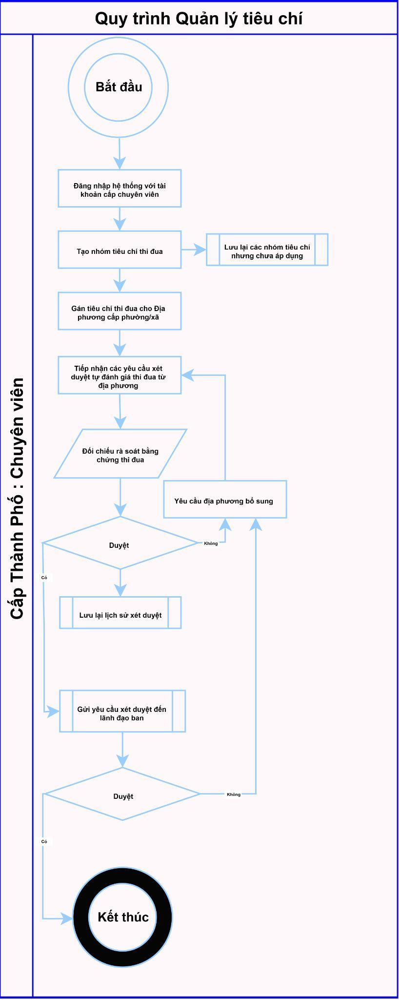 Quy trình Quản lý tiêu chí
Cấp Thành Phố : Chuyên viên
Bắt đầu
Đăng nhập hệ thống với tài
khoản cấp chuyên viên
Tạo nhóm tiêu chí thi đua
Lưu lại các nhóm tiêu chí
nhưng chưa áp dụng
Gán tiêu chí thi đua cho Địa
phương cấp phường/xã
Tiếp nhận các yêu cầu xét
duyệt tự đánh giá thi đua từ
địa phương
Đối chiếu rà soát bằng
chứng thi đua
Yêu cầu địa phương bổ sung
Duyệt
Không
Có
Lưu lại lịch sử xét duyệt
Gửi yêu cầu xét duyệt đến
lãnh đạo ban
Duyệt
Không
Có
Kết thúc